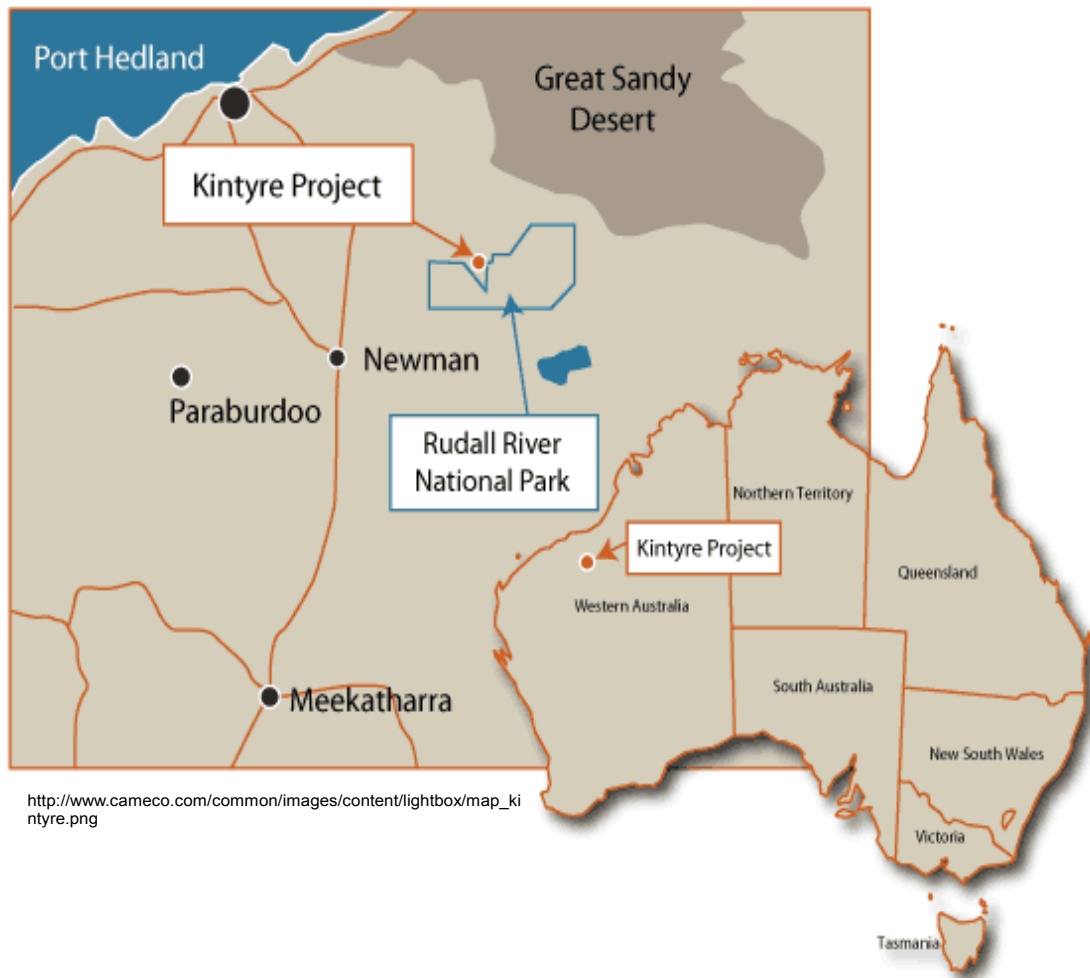 Port Hedland
Great Sandy
Desert
Kintyre Project
Newman
Paraburdoo
Rudall River
National Park
Northern Territory
Kintyre Project
Queensland
Western Australia
South Australia
Meekatharra
New South Wales
http://www.cameco.com/common/images/content/lightbox/map_ki
ntyre.png
Victoria
Tasmania